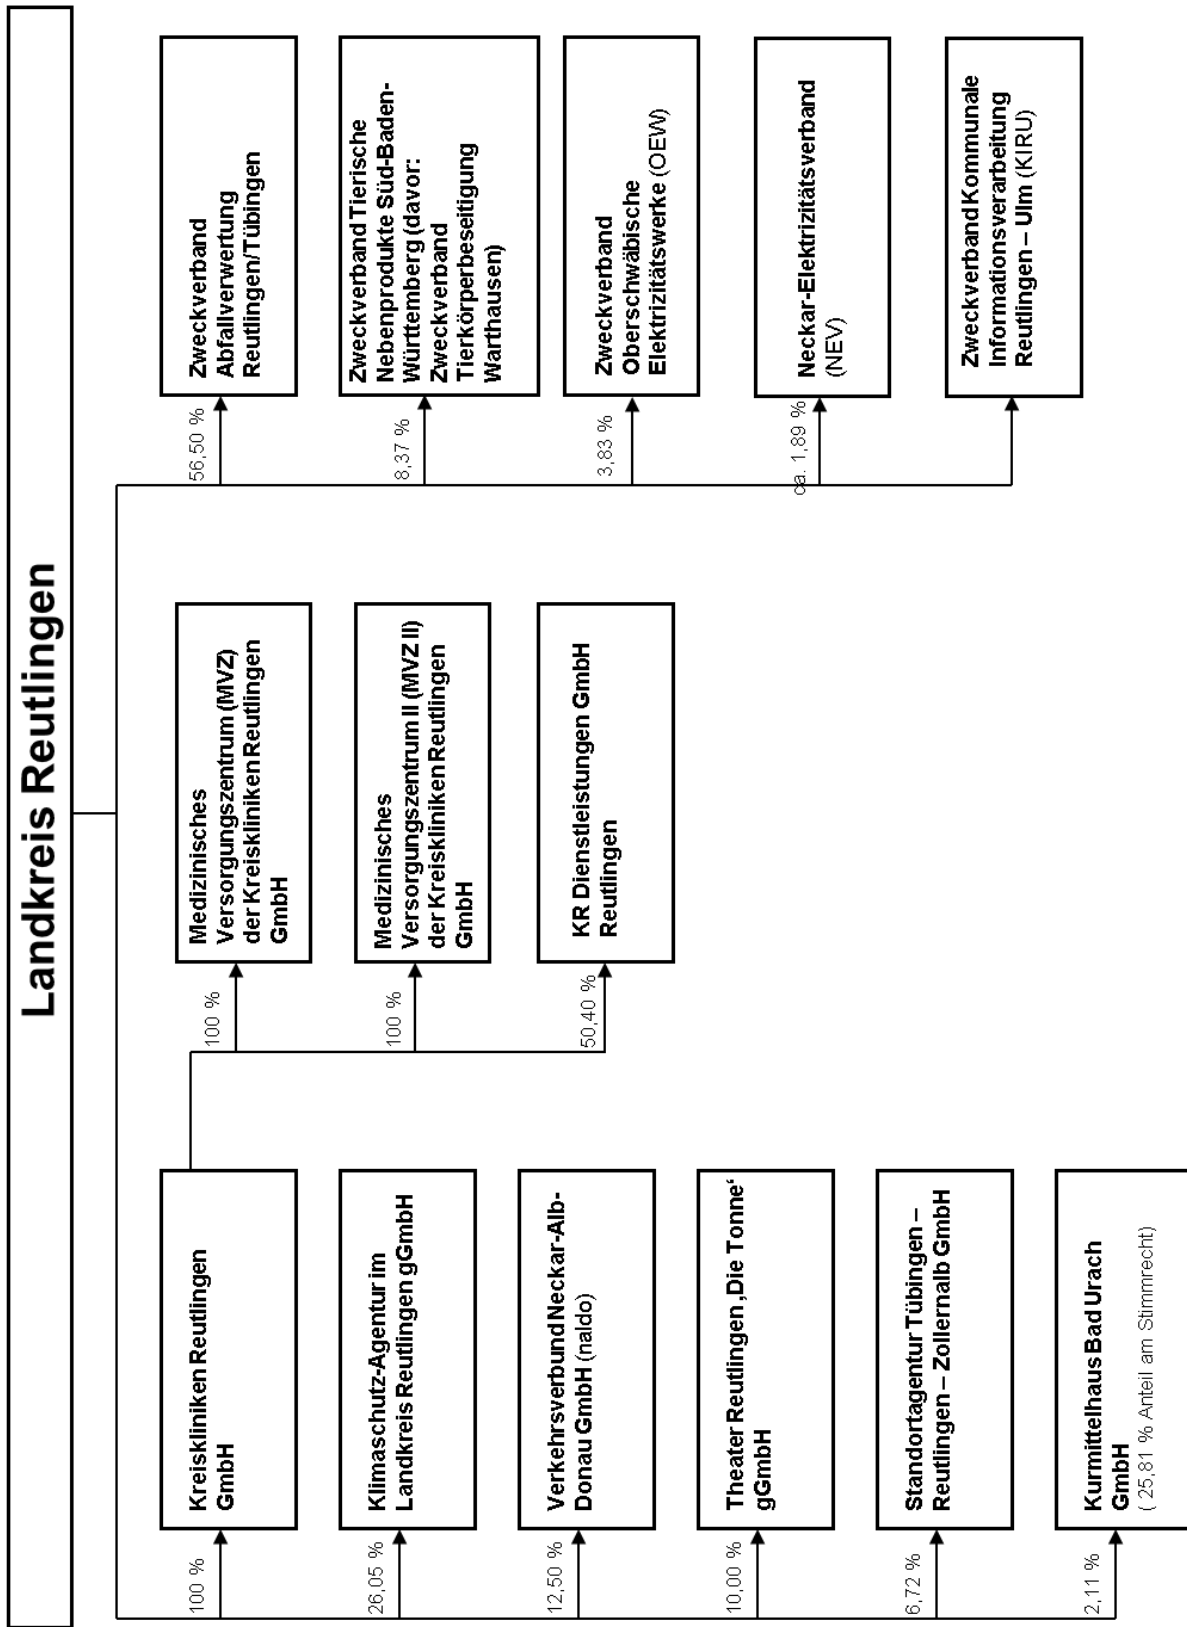 Landkreis Reutlingen
100 %
Kreiskliniken Reutlingen
GmbH
26,05 %
Klimaschutz-Agentur im
Landkreis Reutlingen gGmbH
12,50 %
Verkehrsverbund Neckar-Alb-
Donau GmbH (naldo)
10,00 %
Theater Reutlingen ‚Die Tonne‘
gGmbH
6,72 %
Standortagentur Tübingen –
Reutlingen – Zollernalb GmbH
2,11 %
Kurmittelhaus Bad Urach
GmbH
( 25,81 % Anteil am Stimmrecht)
100 %
Medizinisches
Versorgungszentrum (MVZ)
der Kreiskliniken Reutlingen
GmbH
100 %
Medizinisches
Versorgungszentrum II (MVZ II)
der Kreiskliniken Reutlingen
GmbH
50,40 %
KR Dienstleistungen GmbH
Reutlingen
56,50 %
Zweckverband
Abfallverwertung
Reutlingen/Tübingen
8,37 %
Zweckverband Tierische
Nebenprodukte Süd-Baden-
Württemberg (davor:
Zweckverband
Tierkörperbeseitigung
Warthausen)
3,83 %
Zweckverband
Oberschwäbische
Elektrizitätswerke (OEW)
ca. 1,89 %
Neckar-Elektrizitätsverband
(NEV)
Zweckverband Kommunale
Informationsverarbeitung
Reutlingen – Ulm (KIRU)